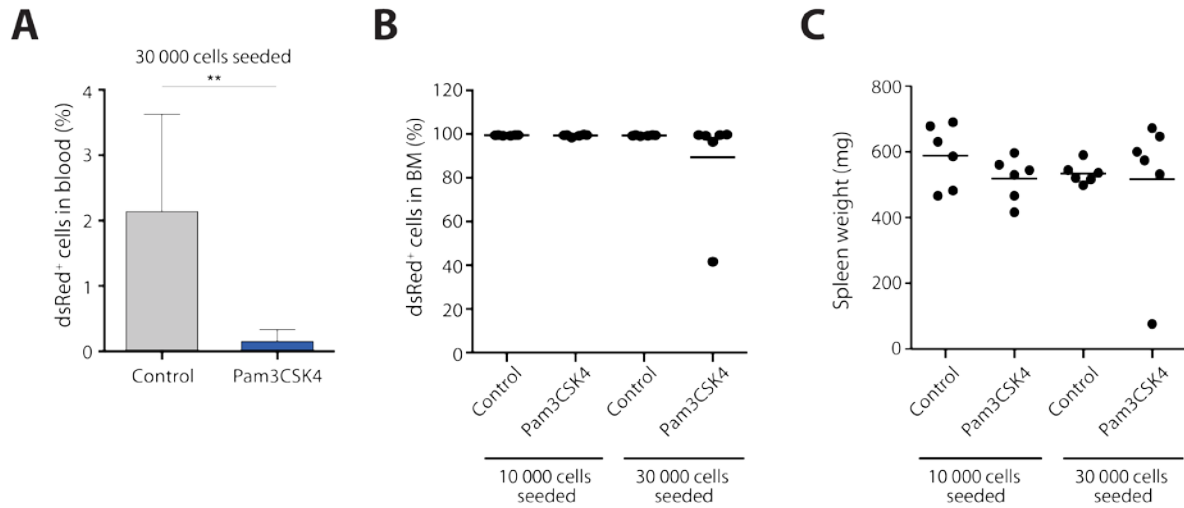 A
30 000 cells seeded
**
dsRed⁺ cells in blood (%)
4
3
2
1
0
Control
Pam3CSK4
B
dsRed⁺ cells in BM (%)
120
100
80
60
40
20
0
Control
Pam3CSK4
Control
Pam3CSK4
10 000 cells
seeded
30 000 cells
seeded
C
Spleen weight (mg)
800
600
400
200
0
Control
Pam3CSK4
Control
Pam3CSK4
10 000 cells
seeded
30 000 cells
seeded